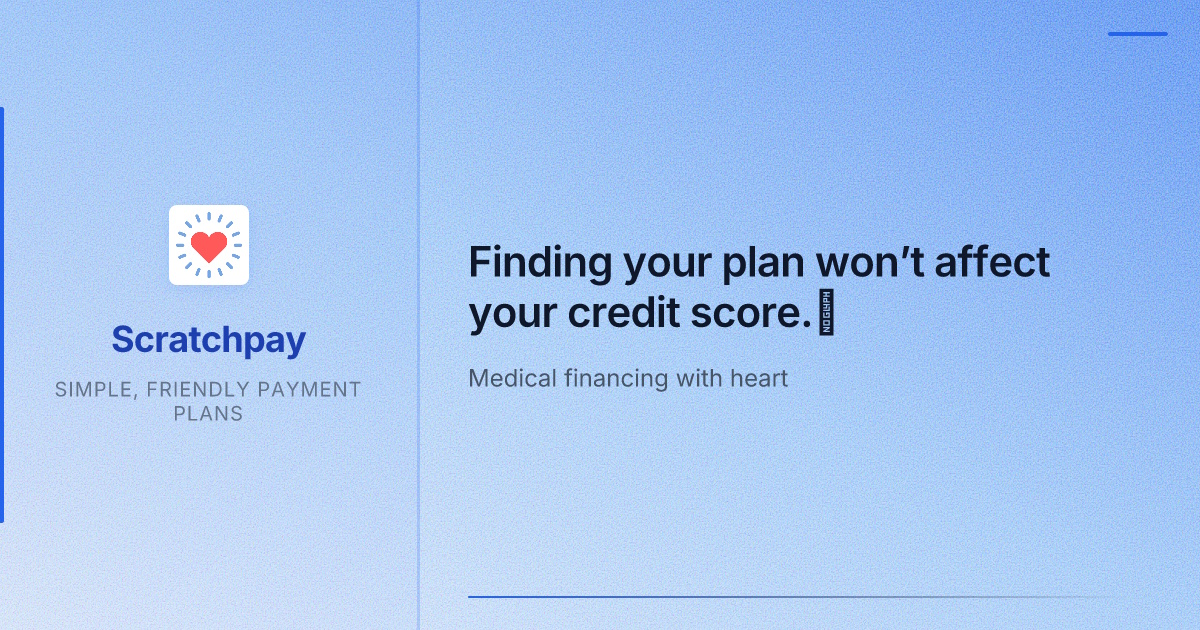 Scratchpay
SIMPLE, FRIENDLY PAYMENT
PLANS
Finding your plan won’t affect
your credit score.
Medical financing with heart